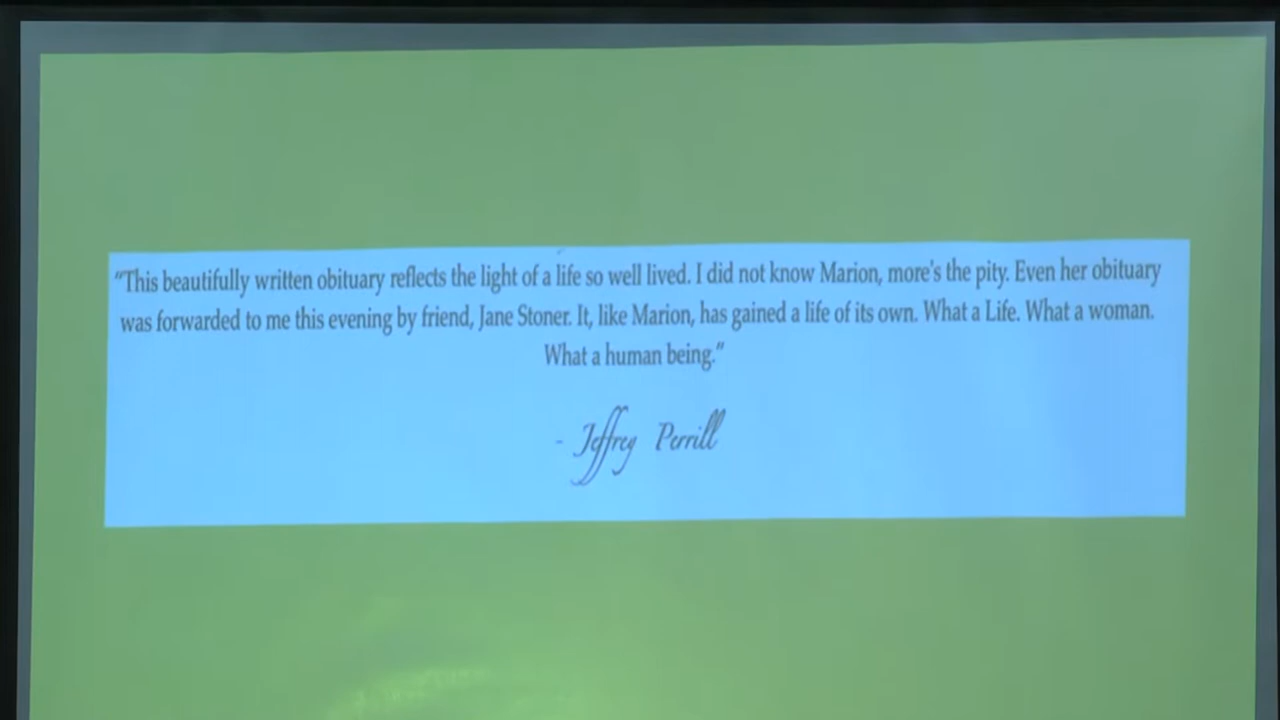 “This beautifully written obituary reflects the light of a life so well lived. I did not know Marion, more's the pity. Even her obituary
was forwarded to me this evening by friend, Jane Stoner. It, like Marion, has gained a life of its own. What a Life. What a woman.
What a human being.”
- Jeffrey Perrill